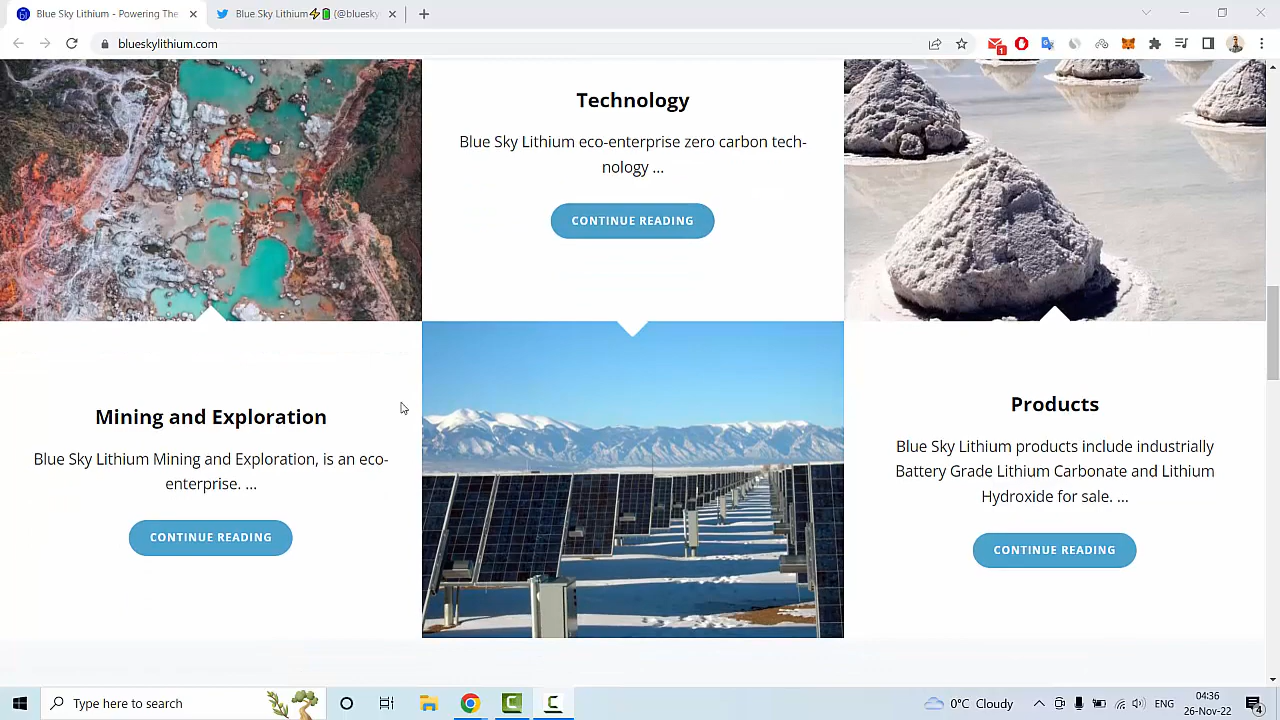 Blue Sky Lithium - Powering The
Blue Sky Lithium⚡🔋 (@bluesky
blueskylithium.com
1
Technology
Blue Sky Lithium eco-enterprise zero carbon tech-
nology ...
CONTINUE READING
Mining and Exploration
Blue Sky Lithium Mining and Exploration, is an eco-
enterprise. ...
CONTINUE READING
Products
Blue Sky Lithium products include industrially
Battery Grade Lithium Carbonate and Lithium
Hydroxide for sale. ...
CONTINUE READING
Type here to search
0°C Cloudy
ENG
04:36
26-Nov-22
4